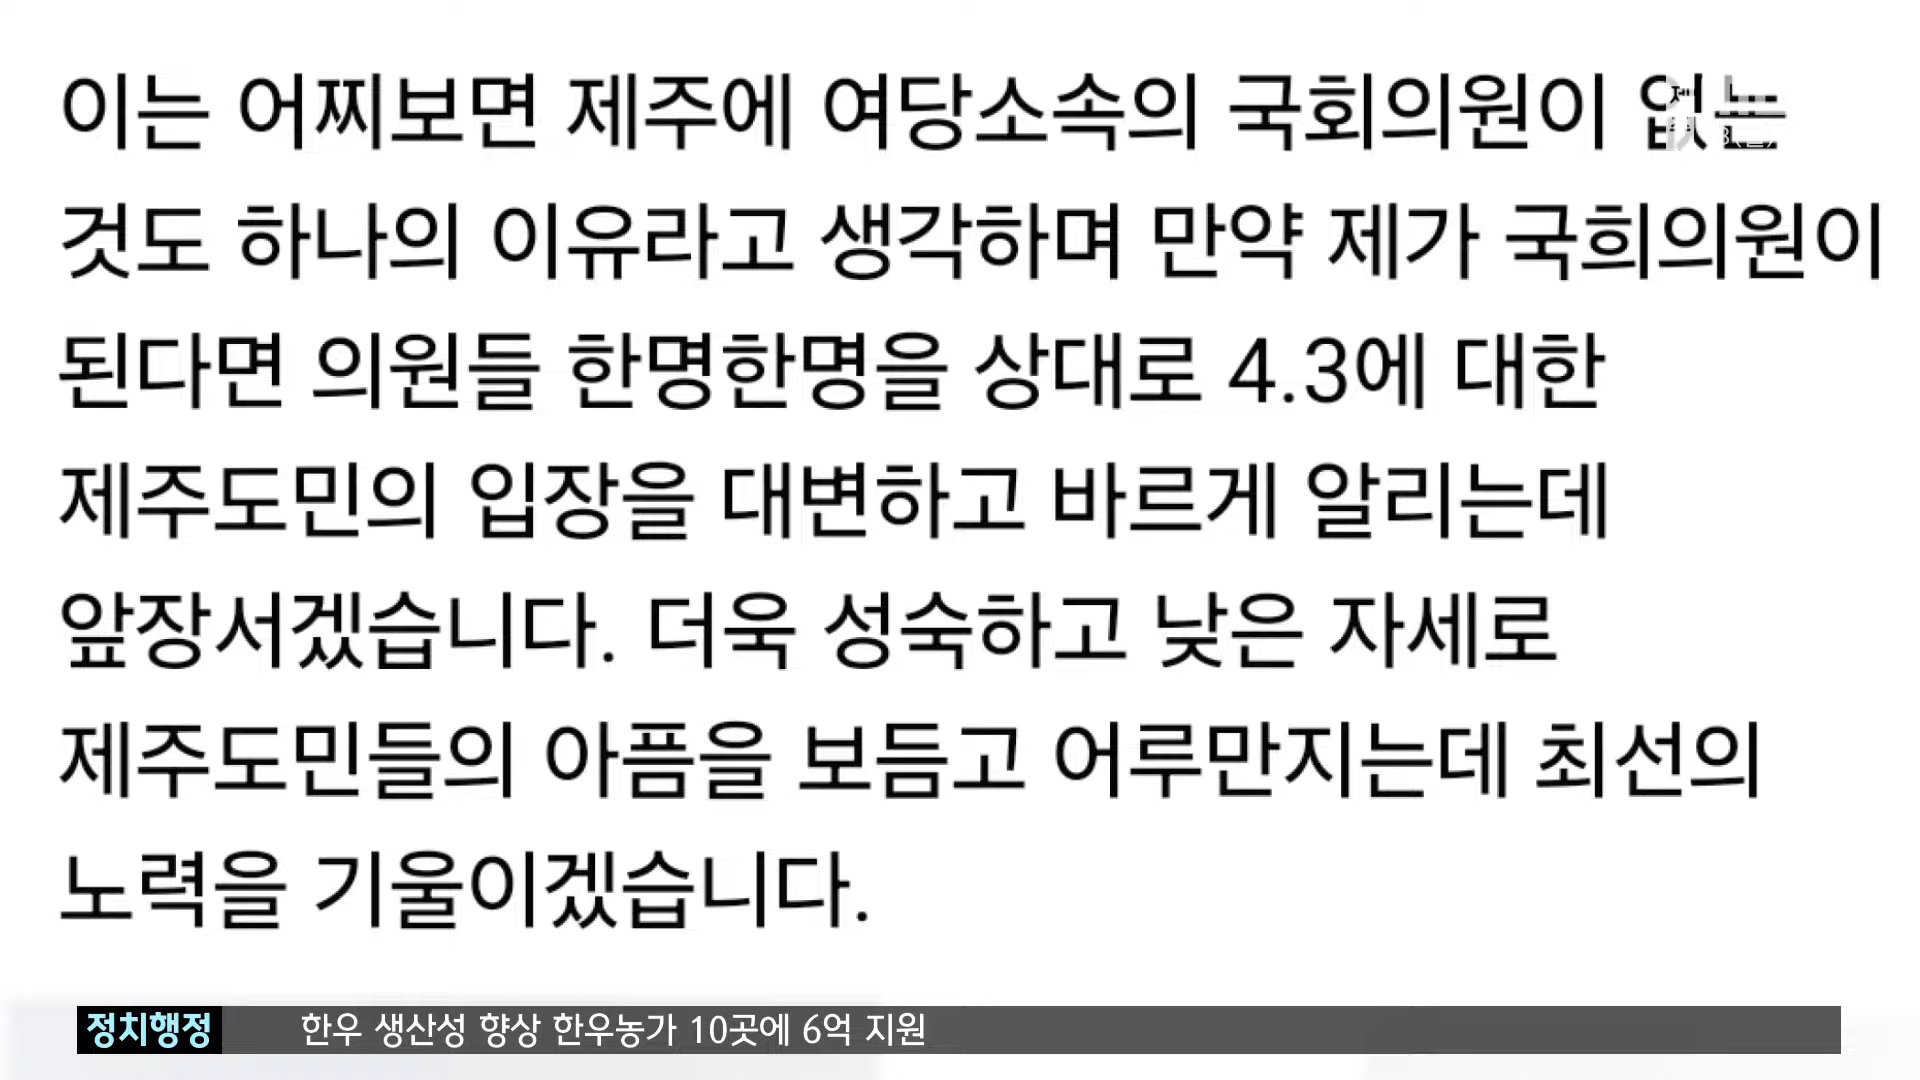 이는 어찌보면 제주에 여당소속의 국회의원이 없는
것도 하나의 이유라고 생각하며 만약 제가 국희의원이
된다면 의원들 한명한명을 상대로 4.3에 대한
제주도민의 입장을 대변하고 바르게 알리는데
앞장서겠습니다. 더욱 성숙하고 낮은 자세로
제주도민들의 아픔을 보듬고 어루만지는데 최선의
노력을 기울이겠습니다.
정치행정 한우 생산성 향상 한우농가 10곳에 6억 지원